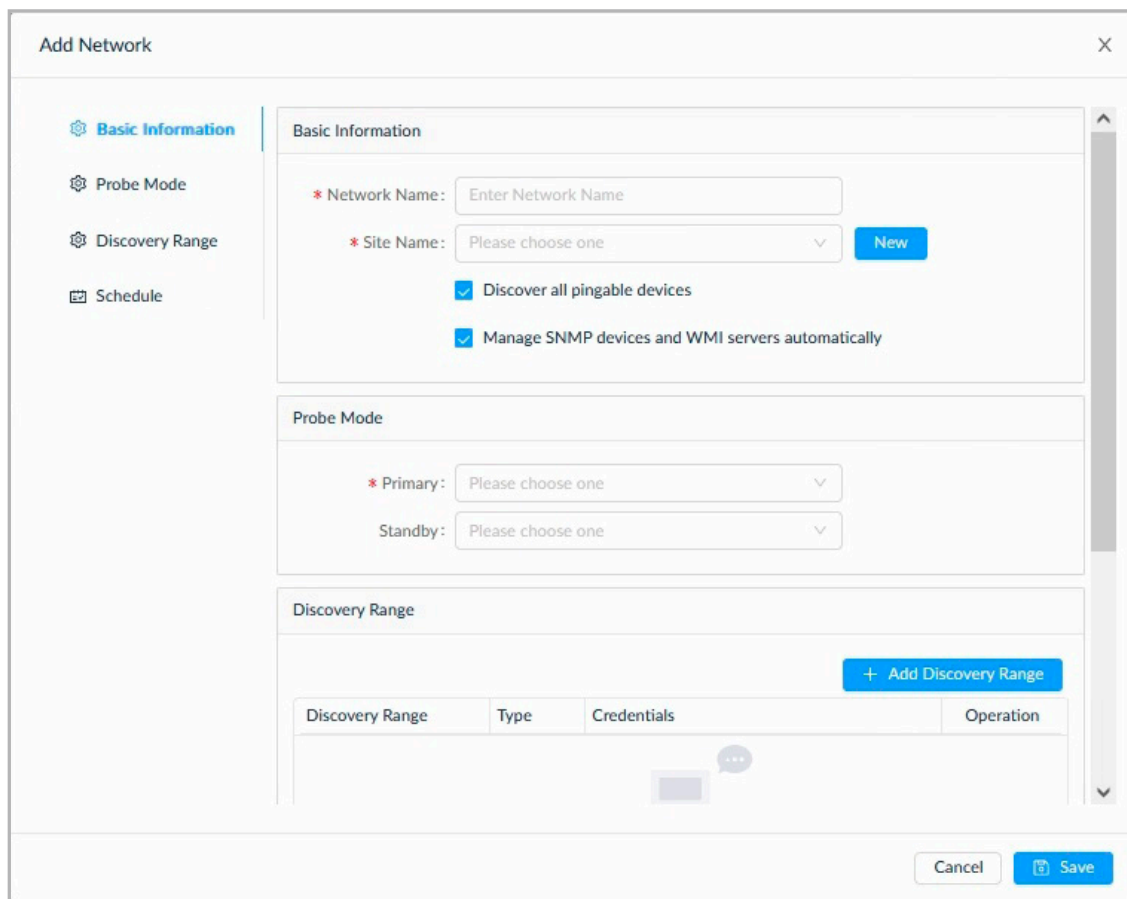 Add Network
Basic Information
Probe Mode
Discovery Range
Schedule
Basic Information
* Network Name: Enter Network Name
* Site Name: Please choose one New
Discover all pingable devices
Manage SNMP devices and WMI servers automatically
Probe Mode
* Primary: Please choose one
Standby: Please choose one
Discovery Range
+ Add Discovery Range
Discovery Range Type Credentials Operation
Cancel Save